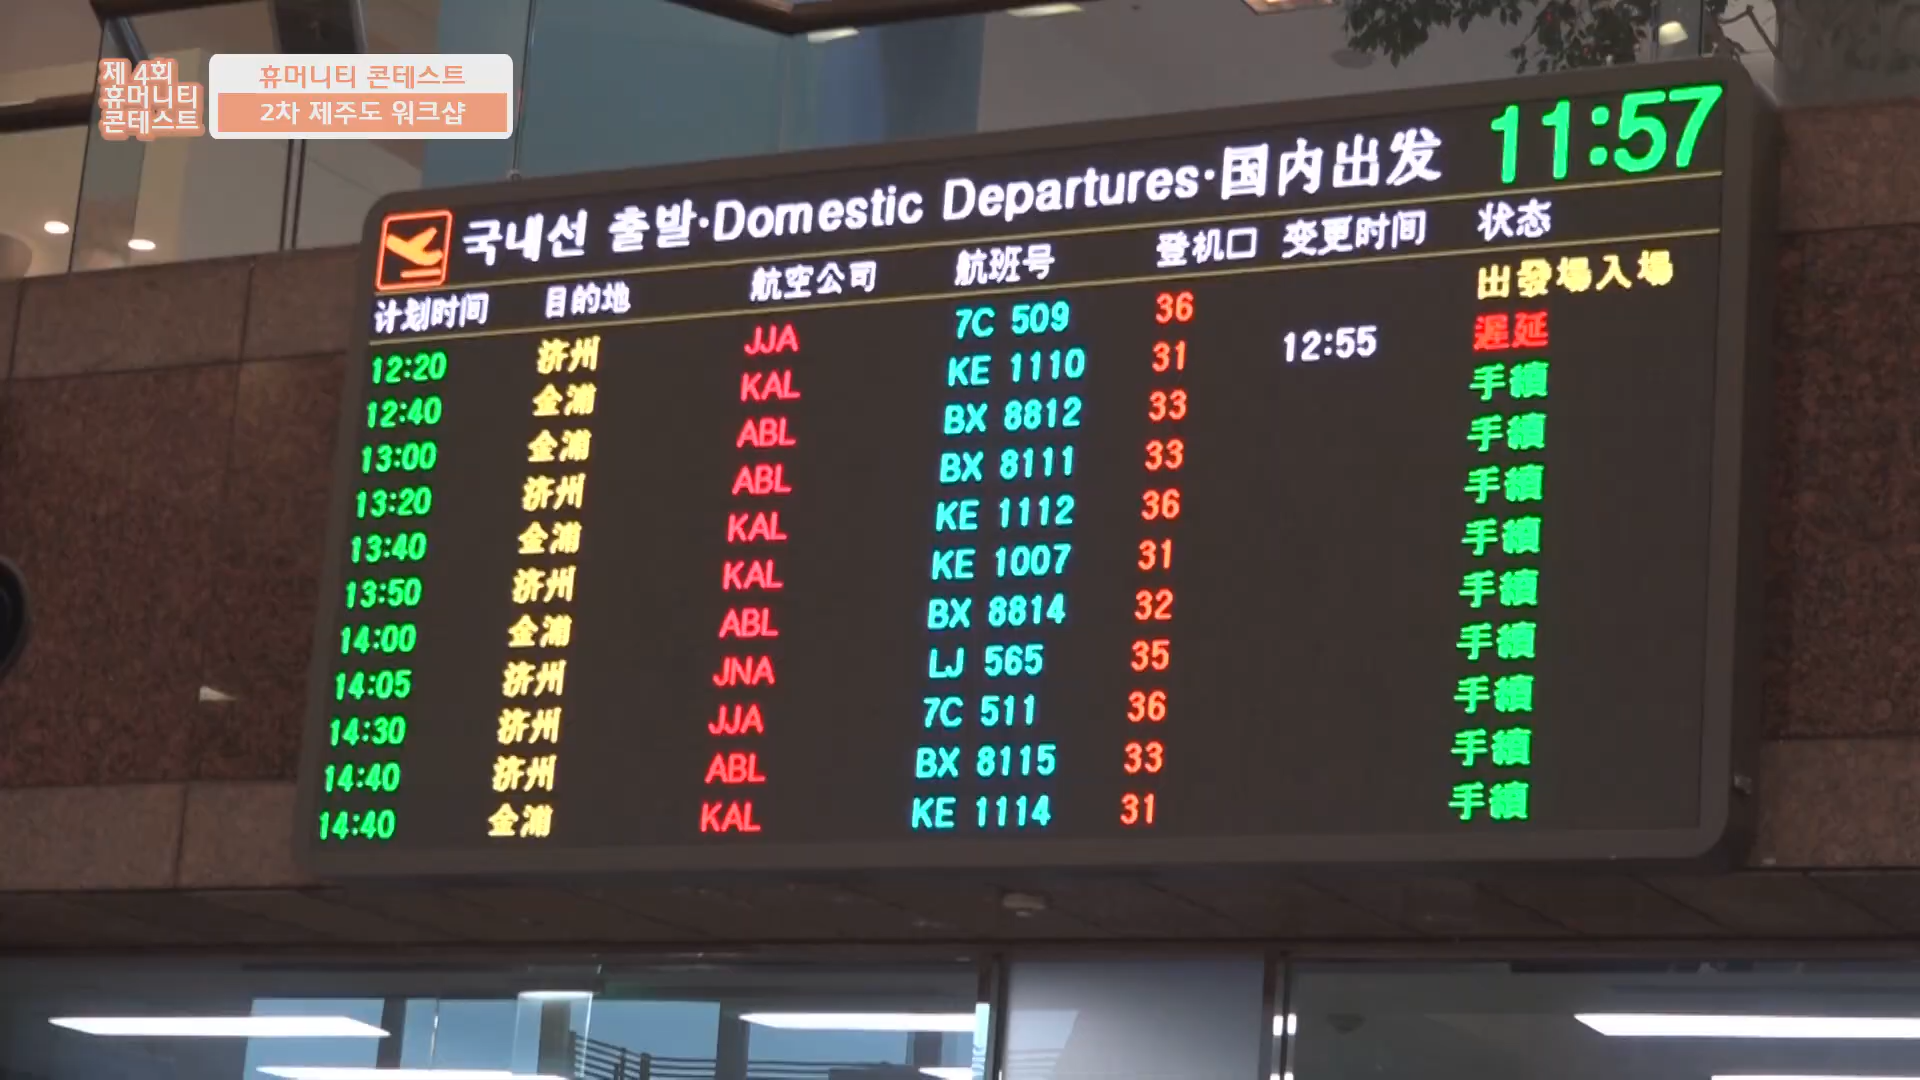 제 4회
휴머니티
콘테스트
휴머니티 콘테스트
2차 제주도 워크샵
국내선 출발·Domestic Departures·国内出发 11:57
计划时间 目的地 航空公司 航班号 登机口 变更时间 状态
12:20 济州 JJA 7C 509 36 出發場入場
12:40 金浦 KAL KE 1110 31 12:55 遲延
13:00 金浦 ABL BX 8812 33 手續
13:20 济州 ABL BX 8111 33 手續
13:40 金浦 KAL KE 1112 36 手續
13:50 济州 KAL KE 1007 31 手續
14:00 金浦 ABL BX 8814 32 手續
14:05 济州 JNA LJ 565 35 手續
14:30 济州 JJA 7C 511 36 手續
14:40 济州 ABL BX 8115 33 手續
14:40 金浦 KAL KE 1114 31 手續